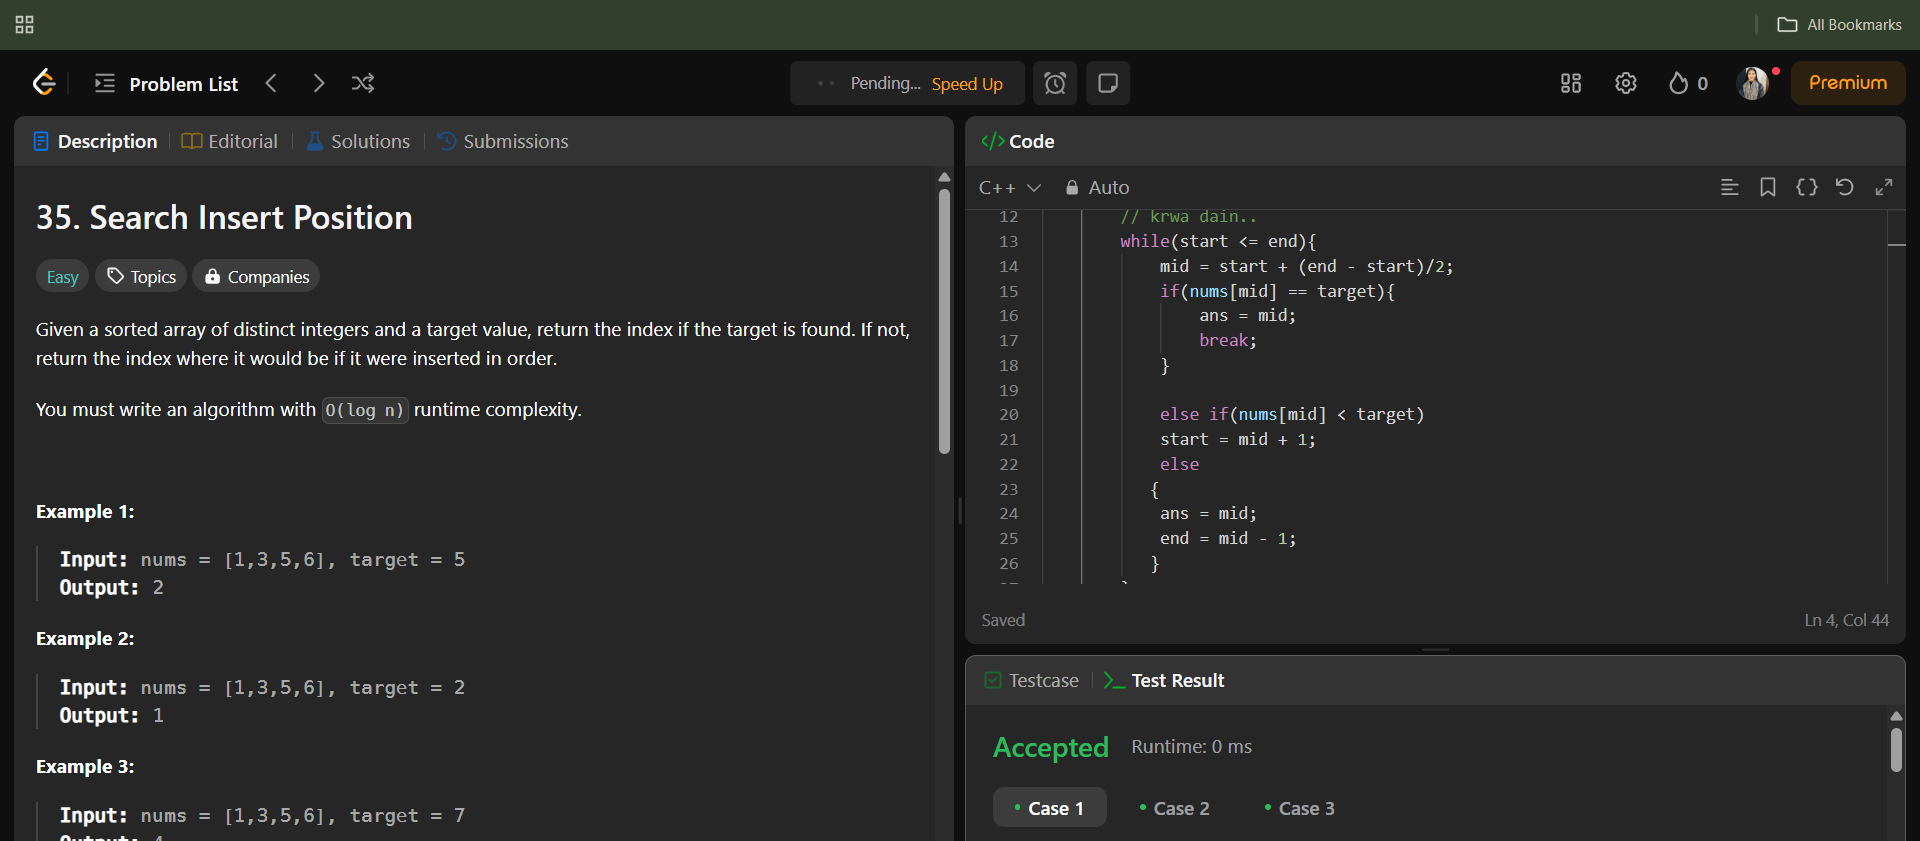 All Bookmarks
Problem List
Pending... Speed Up
0
Premium
Description
Editorial
Solutions
Submissions
35. Search Insert Position
Easy
Topics
Companies
Given a sorted array of distinct integers and a target value, return the index if the target is found. If not,
return the index where it would be if it were inserted in order.
You must write an algorithm with O(log n) runtime complexity.
Example 1:
Input: nums = [1,3,5,6], target = 5
Output: 2
Example 2:
Input: nums = [1,3,5,6], target = 2
Output: 1
Example 3:
Input: nums = [1,3,5,6], target = 7
</> Code
C++
Auto
12 // krwa dain..
13 while(start <= end){
14 mid = start + (end - start)/2;
15 if(nums[mid] == target){
16 ans = mid;
17 break;
18 }
19
20 else if(nums[mid] < target)
21 start = mid + 1;
22 else
23 {
24 ans = mid;
25 end = mid - 1;
26 }
Saved
Ln 4, Col 44
Testcase
Test Result
Accepted
Runtime: 0 ms
Case 1
Case 2
Case 3